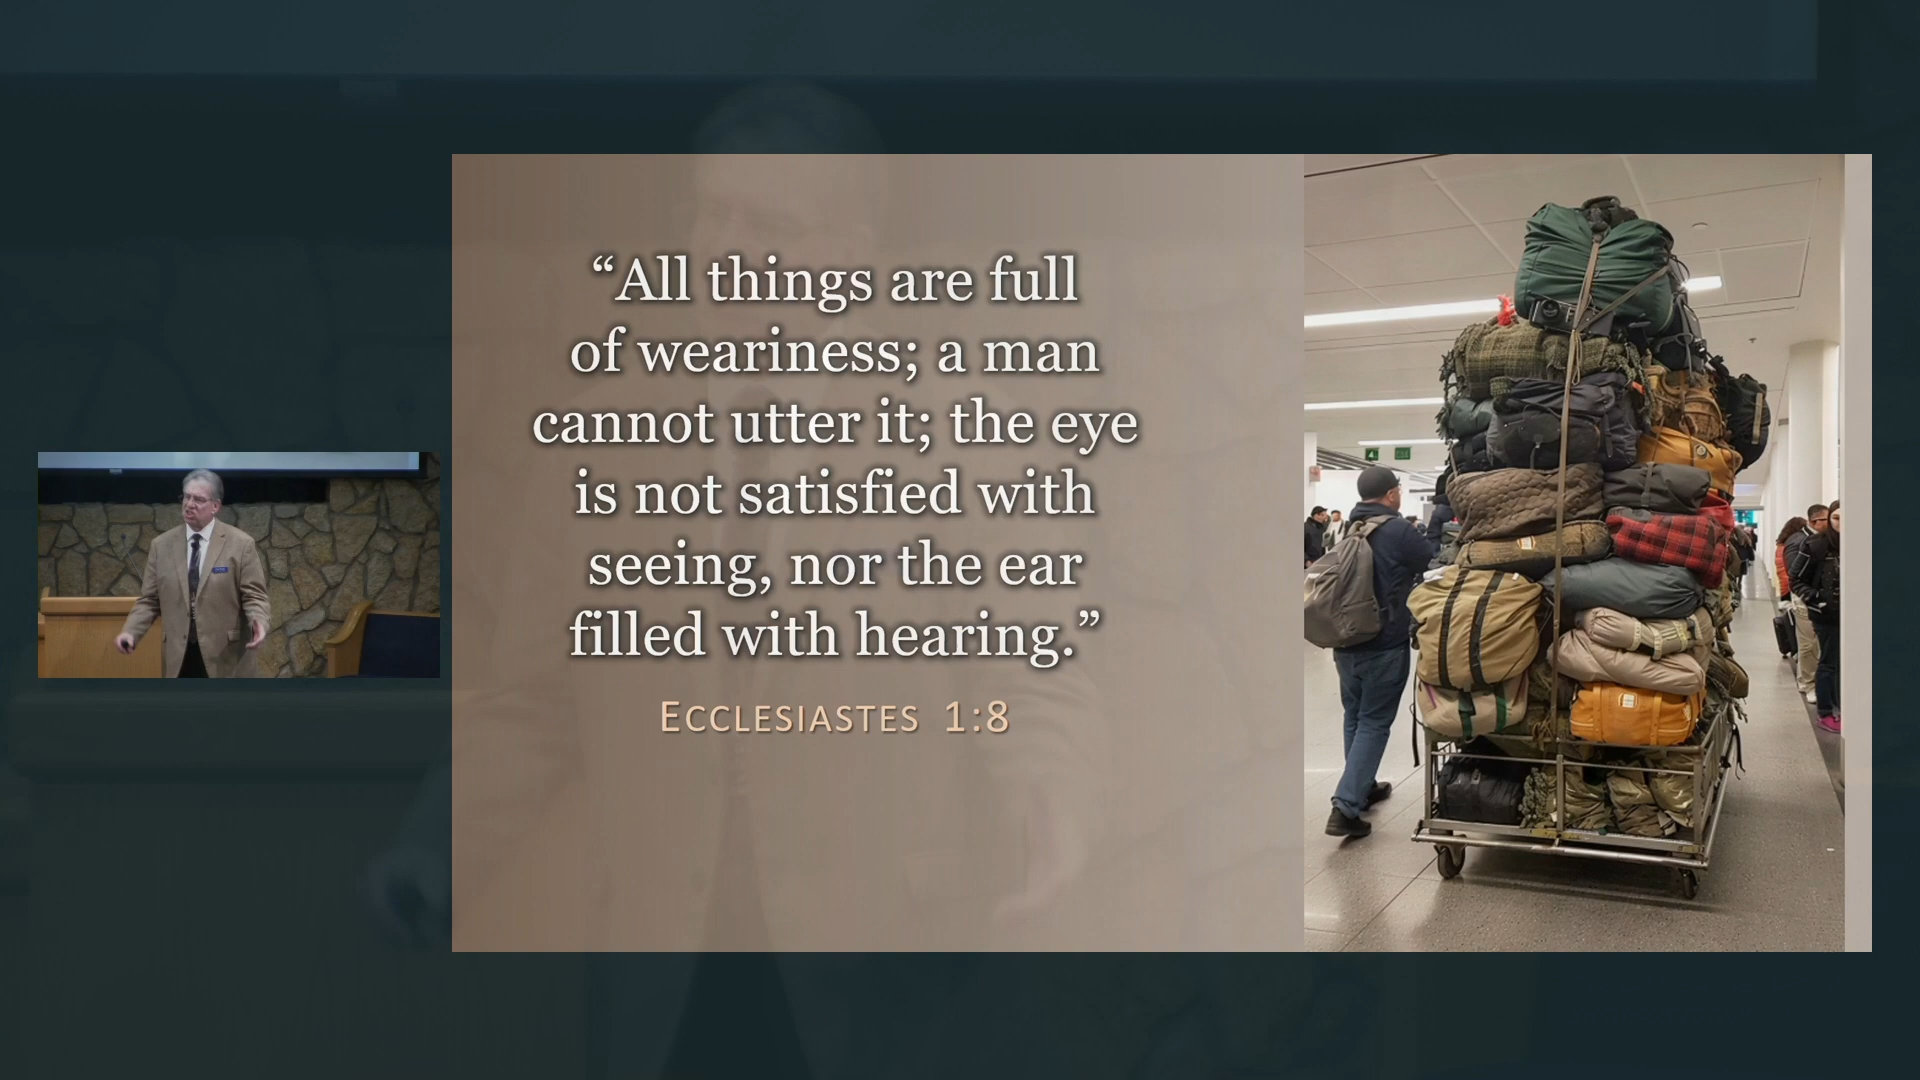 “All things are full
of weariness; a man
cannot utter it; the eye
is not satisfied with
seeing, nor the ear
filled with hearing.”
ECCLESIASTES 1:8